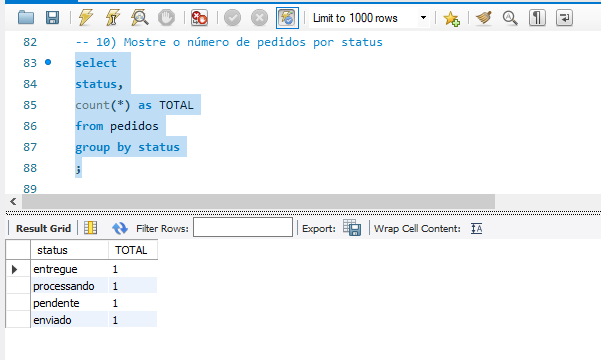 Limit to 1000 rows
82 -- 10) Mostre o número de pedidos por status
83 select
84 status,
85 count(*) as TOTAL
86 from pedidos
87 group by status
88 ;
89
Result Grid Filter Rows: Export: Wrap Cell Content:
status TOTAL
entregue 1
processando 1
pendente 1
enviado 1